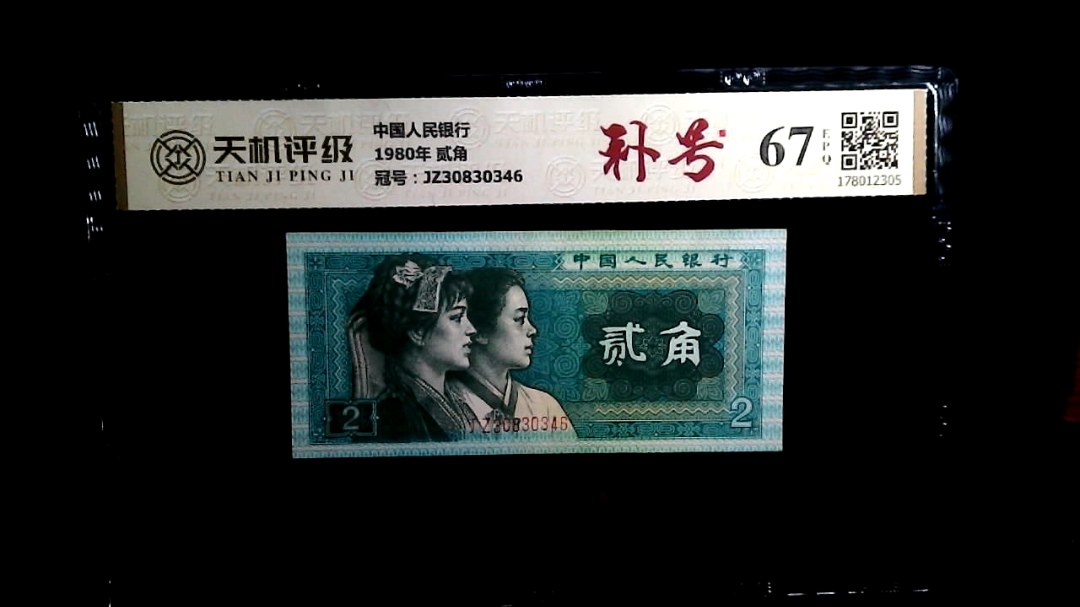 天机评级
TIAN JI PING JI
中国人民银行
1980年 贰角
冠号：JZ30830346
补号
67
EPQ
178012305
中国人民银行
贰角
2
2
JZ30830346